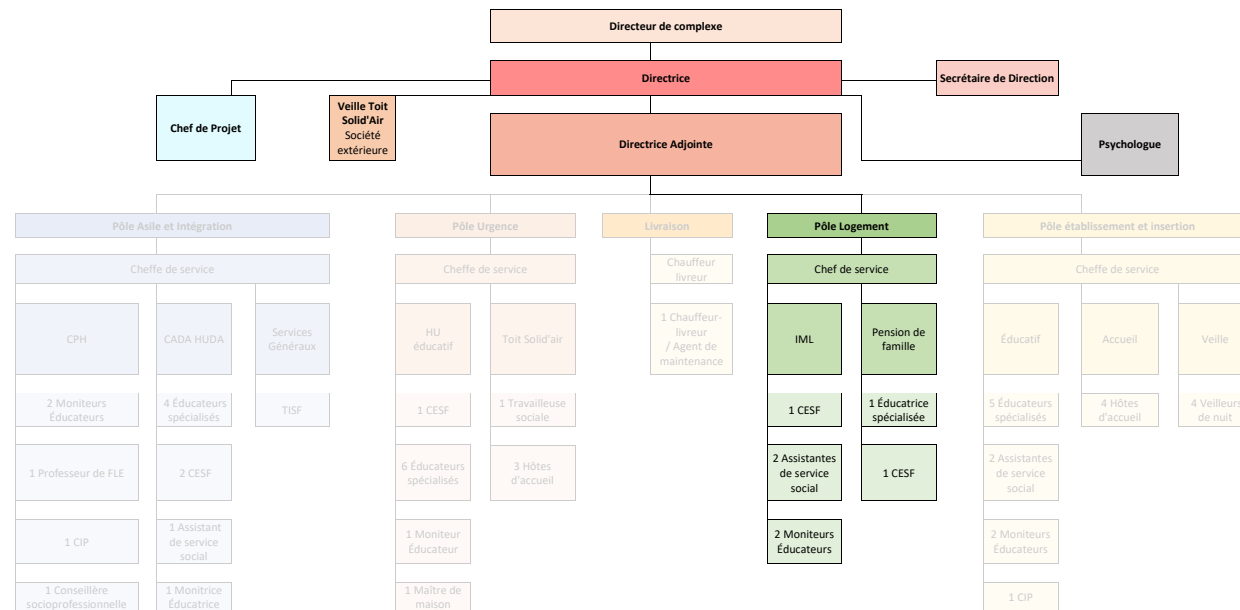 Directeur de complexe
Directrice
Secrétaire de Direction
Chef de Projet
Veille Toit
Solid'Air
Société
extérieure
Directrice Adjointe
Psychologue
Pôle Asile et Intégration
Pôle Urgence
Livraison
Pôle Logement
Pôle établissement et insertion
Cheffe de service
Cheffe de service
Chauffeur
livreur
Chef de service
Cheffe de service
CPH
CADA HUDA
Services
Généraux
HU
éducatif
Toit Solid'air
1 Chauffeur-
livreur
/ Agent de
maintenance
IML
Pension de
famille
Éducatif
Accueil
Veille
2 Moniteurs
Éducateurs
4 Éducateurs
spécialisés
TISF
1 CESF
1 Travailleuse
sociale
1 CESF
1 Éducatrice
spécialisée
5 Éducateurs
spécialisés
4 Hôtes
d'accueil
4 Veilleurs
de nuit
1 Professeur de FLE
2 CESF
6 Éducateurs
spécialisés
3 Hôtes
d'accueil
2 Assistantes
de service
social
1 CESF
2 Assistantes
de service
social
1 CIP
1 Assistant
de service
social
1 Moniteur
Éducateur
2 Moniteurs
Éducateurs
2 Moniteurs
Éducateurs
1 Conseillère
socioprofessionnelle
1 Monitrice
Éducatrice
1 Maître de
maison
1 CIP